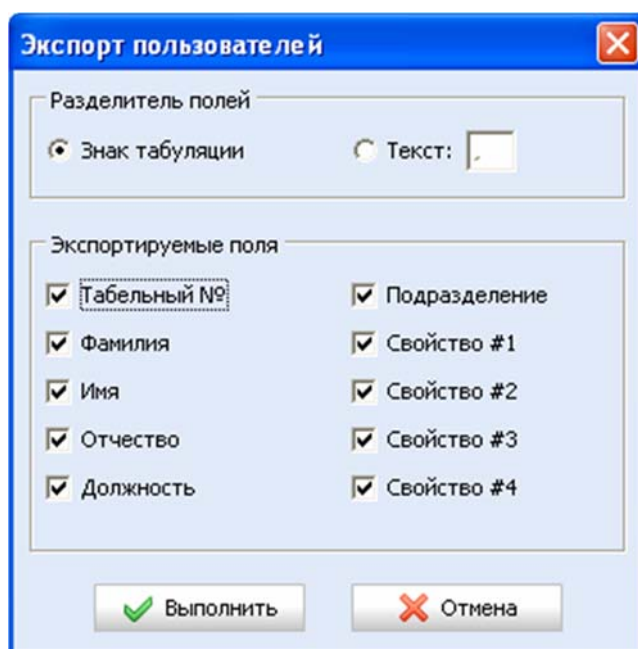 Экспорт пользователей
Разделитель полей
Знак табуляции Текст: ,
Экспортируемые поля
Табельный № Подразделение
Фамилия Свойство #1
Имя Свойство #2
Отчество Свойство #3
Должность Свойство #4
Выполнить Отмена